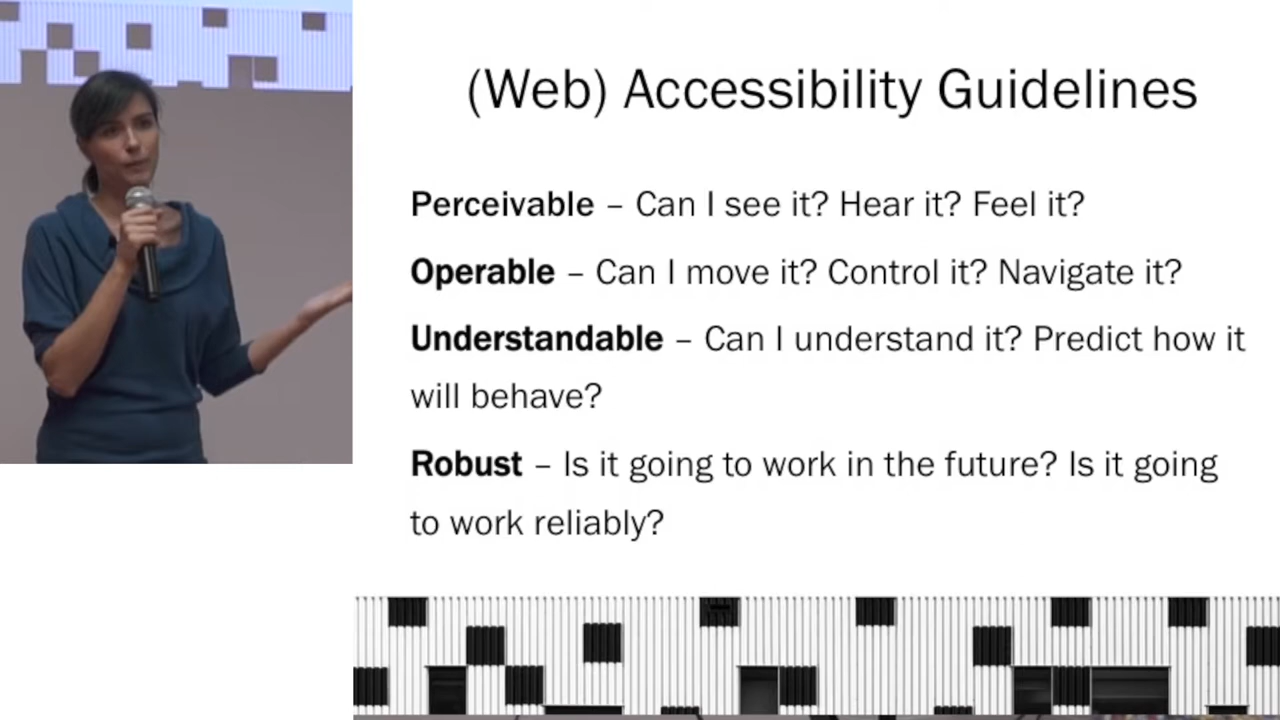 (Web) Accessibility Guidelines
Perceivable – Can I see it? Hear it? Feel it?
Operable – Can I move it? Control it? Navigate it?
Understandable – Can I understand it? Predict how it
will behave?
Robust – Is it going to work in the future? Is it going
to work reliably?